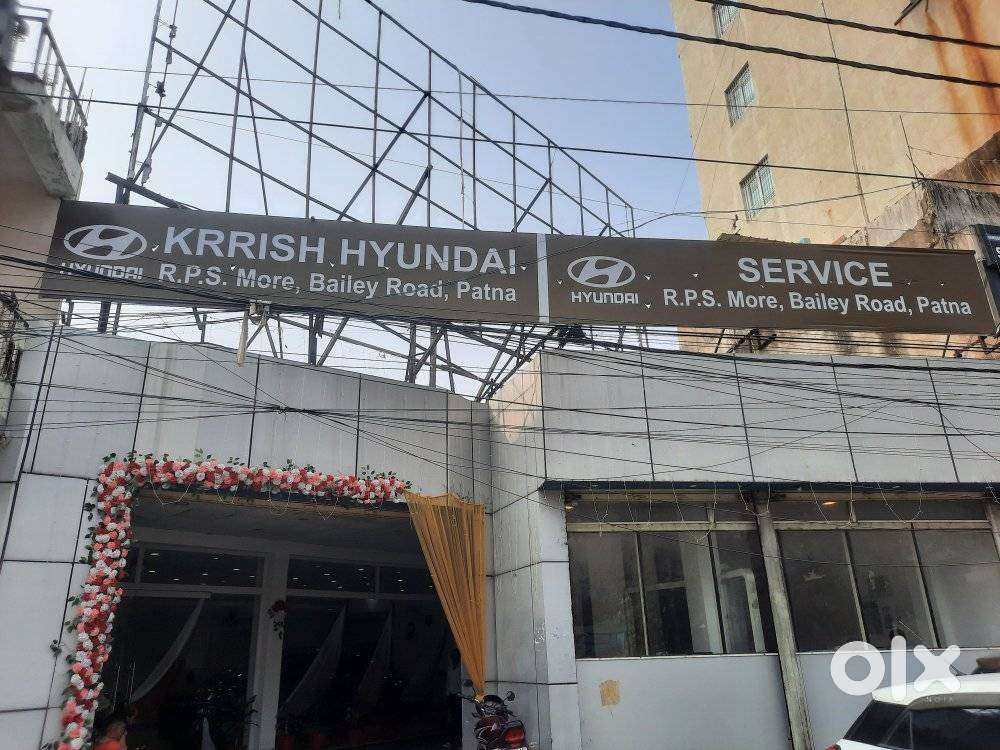 KRRISH HYUNDAI
HYUNDAI
R.P.S. More, Bailey Road, Patna
SERVICE
HYUNDAI
R.P.S. More, Bailey Road, Patna
olx